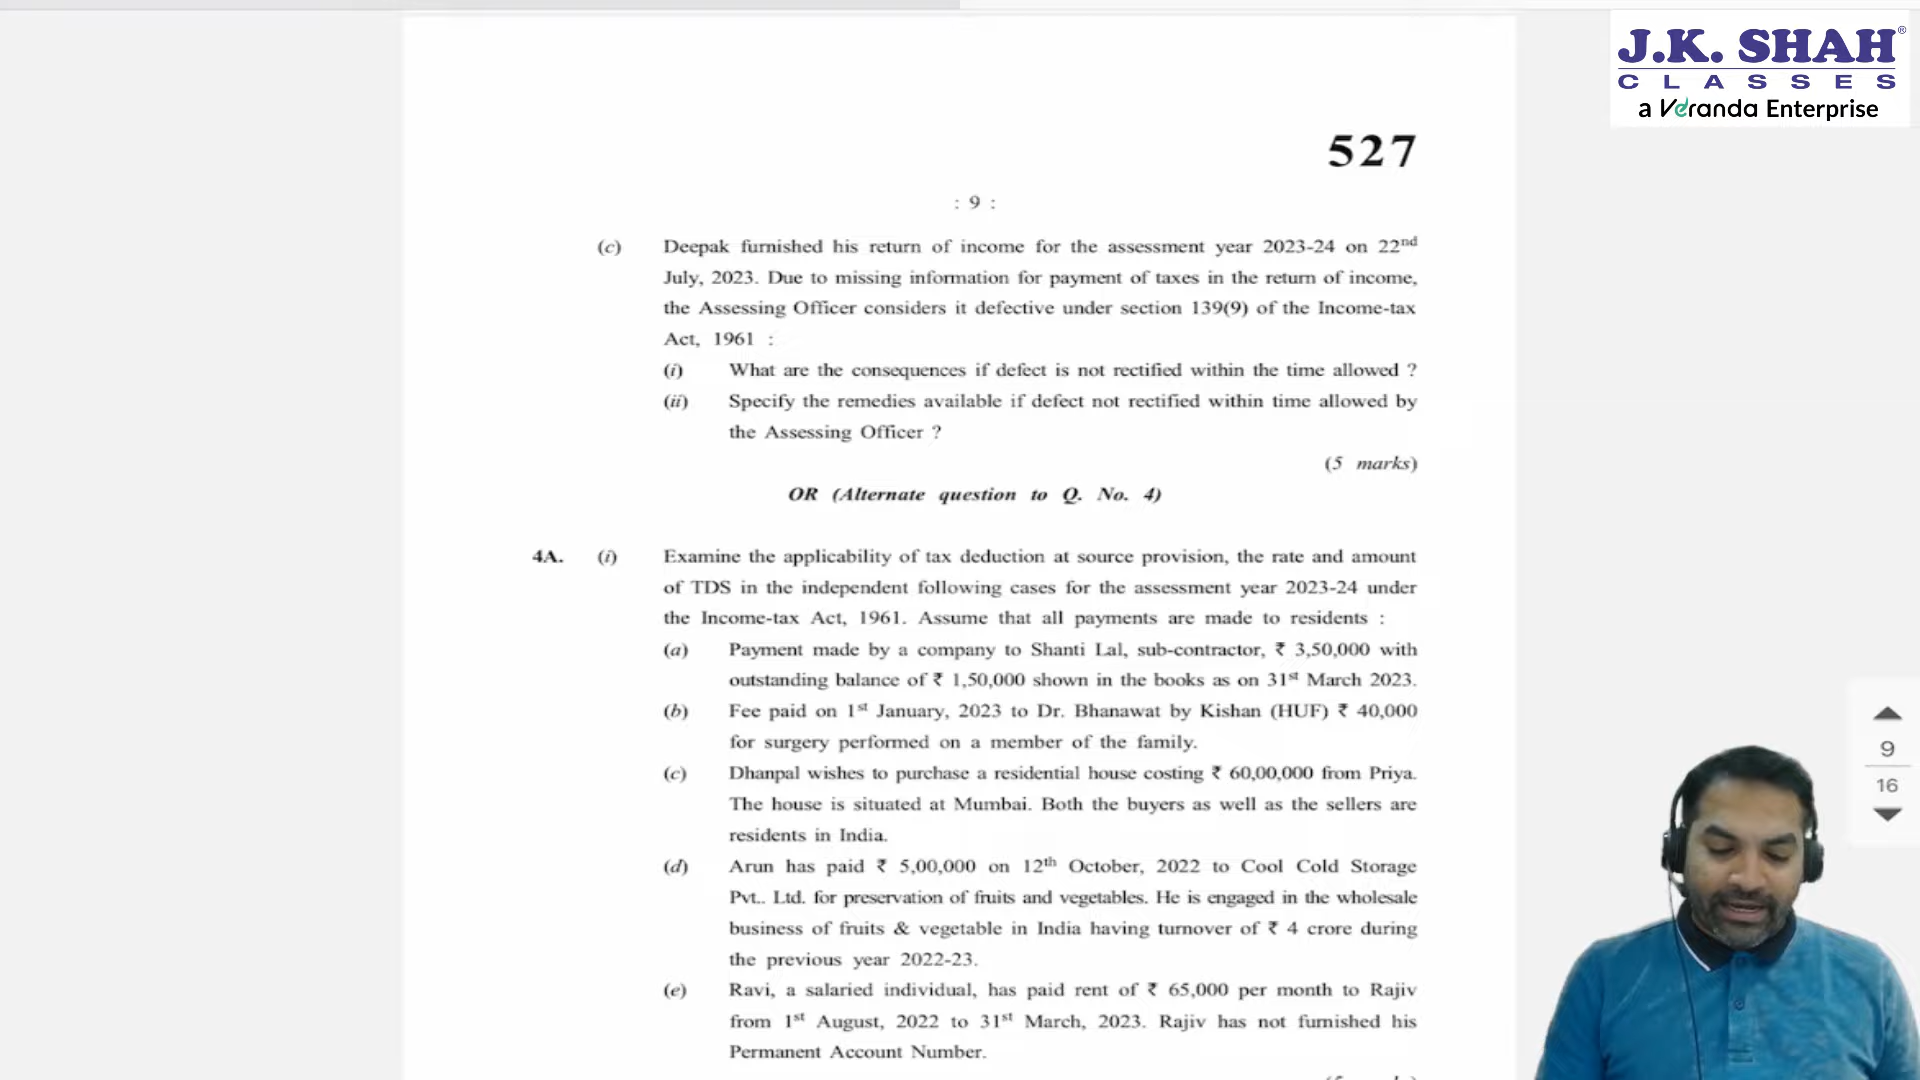 J.K. SHAH®
CLASSES
a Veranda Enterprise
527
: 9 :
(c) Deepak furnished his return of income for the assessment year 2023-24 on 22nd
July, 2023. Due to missing information for payment of taxes in the return of income,
the Assessing Officer considers it defective under section 139(9) of the Income-tax
Act, 1961 :
(i) What are the consequences if defect is not rectified within the time allowed ?
(ii) Specify the remedies available if defect not rectified within time allowed by
the Assessing Officer ?
(5 marks)
OR (Alternate question to Q. No. 4)
4A. (i) Examine the applicability of tax deduction at source provision, the rate and amount
of TDS in the independent following cases for the assessment year 2023-24 under
the Income-tax Act, 1961. Assume that all payments are made to residents :
(a) Payment made by a company to Shanti Lal, sub-contractor, ₹ 3,50,000 with
outstanding balance of ₹ 1,50,000 shown in the books as on 31st March 2023.
(b) Fee paid on 1st January, 2023 to Dr. Bhanawat by Kishan (HUF) ₹ 40,000
for surgery performed on a member of the family.
(c) Dhanpal wishes to purchase a residential house costing ₹ 60,00,000 from Priya.
The house is situated at Mumbai. Both the buyers as well as the sellers are
residents in India.
(d) Arun has paid ₹ 5,00,000 on 12th October, 2022 to Cool Cold Storage
Pvt.. Ltd. for preservation of fruits and vegetables. He is engaged in the wholesale
business of fruits & vegetable in India having turnover of ₹ 4 crore during
the previous year 2022-23.
(e) Ravi, a salaried individual, has paid rent of ₹ 65,000 per month to Rajiv
from 1st August, 2022 to 31st March, 2023. Rajiv has not furnished his
Permanent Account Number.
9
16